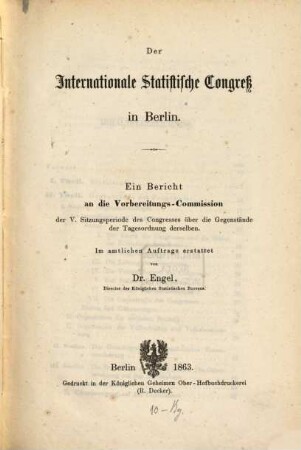 Der
Internationale Statistische Congreß
in Berlin.
Ein Bericht
an die Vorbereitungs-Commission
der V. Sitzungsperiode des Congresses über die Gegenstände
der Tagesordnung derselben.
Im amtlichen Auftrage erstattet
von
Dr. Engel,
Director des Königlichen Statistischen Bureaus.
Berlin 1863.
Gedruckt in der Königlichen Geheimen Ober-Hofbuchdruckerei
(R. Decker).